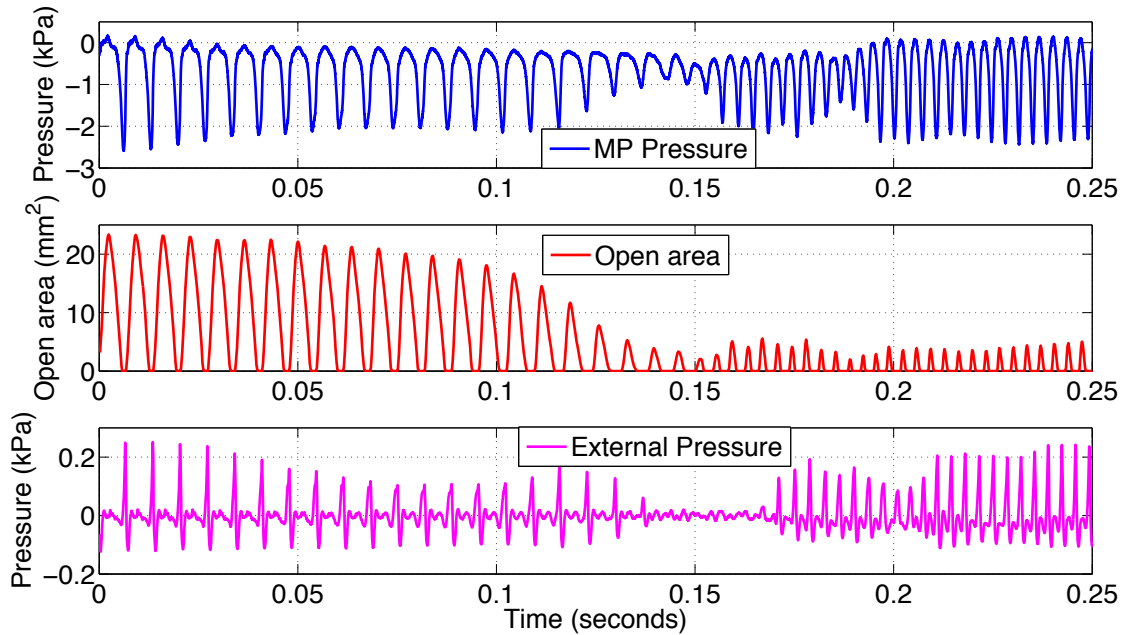 Pressure (kPa)
0
−1
−2
−3
MP Pressure
0 0.05 0.1 0.15 0.2 0.25
Open area (mm²)
20
10
0
Open area
0 0.05 0.1 0.15 0.2 0.25
Pressure (kPa)
0.2
0
−0.2
External Pressure
0 0.05 0.1 0.15 0.2 0.25
Time (seconds)